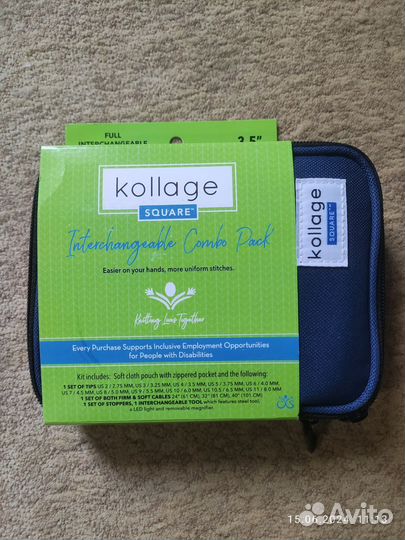 FULL
INTERCHANGEABLE
3.5"
kollage
SQUARE™
Interchangeable Combo Pack
Easier on your hands, more uniform stitches.
Knitting Lives Together
Every Purchase Supports Inclusive Employment Opportunities
for People with Disabilities
Kit includes: Soft cloth pouch with zippered pocket and the following:
1 SET OF TIPS US 2 / 2.75 MM, US 3 / 3.25 MM, US 4 / 3.5 MM, US 5 / 3.75 MM, US 6 / 4.0 MM,
US 7 / 4.5 MM, US 8 / 5.0 MM, US 9 / 5.5 MM, US 10 / 6.0 MM, US 10.5 / 6.5 MM, US 11 / 8.0 MM
1 SET OF BOTH FIRM & SOFT CABLES 24" (61 CM), 32" (81 CM), 40" (101 CM)
1 SET OF STOPPERS, 1 INTERCHANGEABLE TOOL which features steel tool,
a LED light and removable magnifier.
kollage
SQUARE™
15.06.2024 11:13
Avito